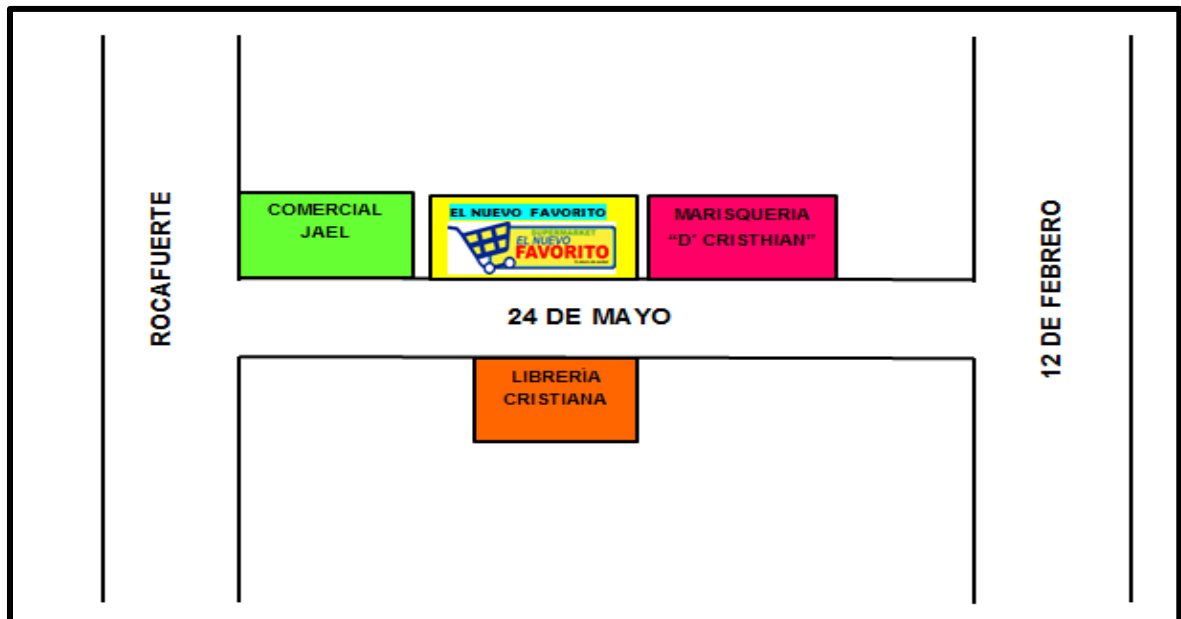 ROCAFUERTE
COMERCIAL
JAEL
EL NUEVO FAVORITO
SUPERMARKET
EL NUEVO
FAVORITO
MARISQUERIA
“D´ CRISTHIAN”
24 DE MAYO
LIBRERÌA
CRISTIANA
12 DE FEBRERO